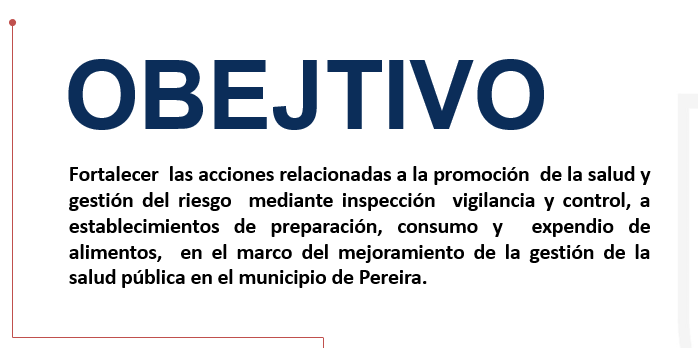 OBEJTIVO
Fortalecer las acciones relacionadas a la promoción de la salud y
gestión del riesgo mediante inspección vigilancia y control, a
establecimientos de preparación, consumo y expendio de
alimentos, en el marco del mejoramiento de la gestión de la
salud pública en el municipio de Pereira.